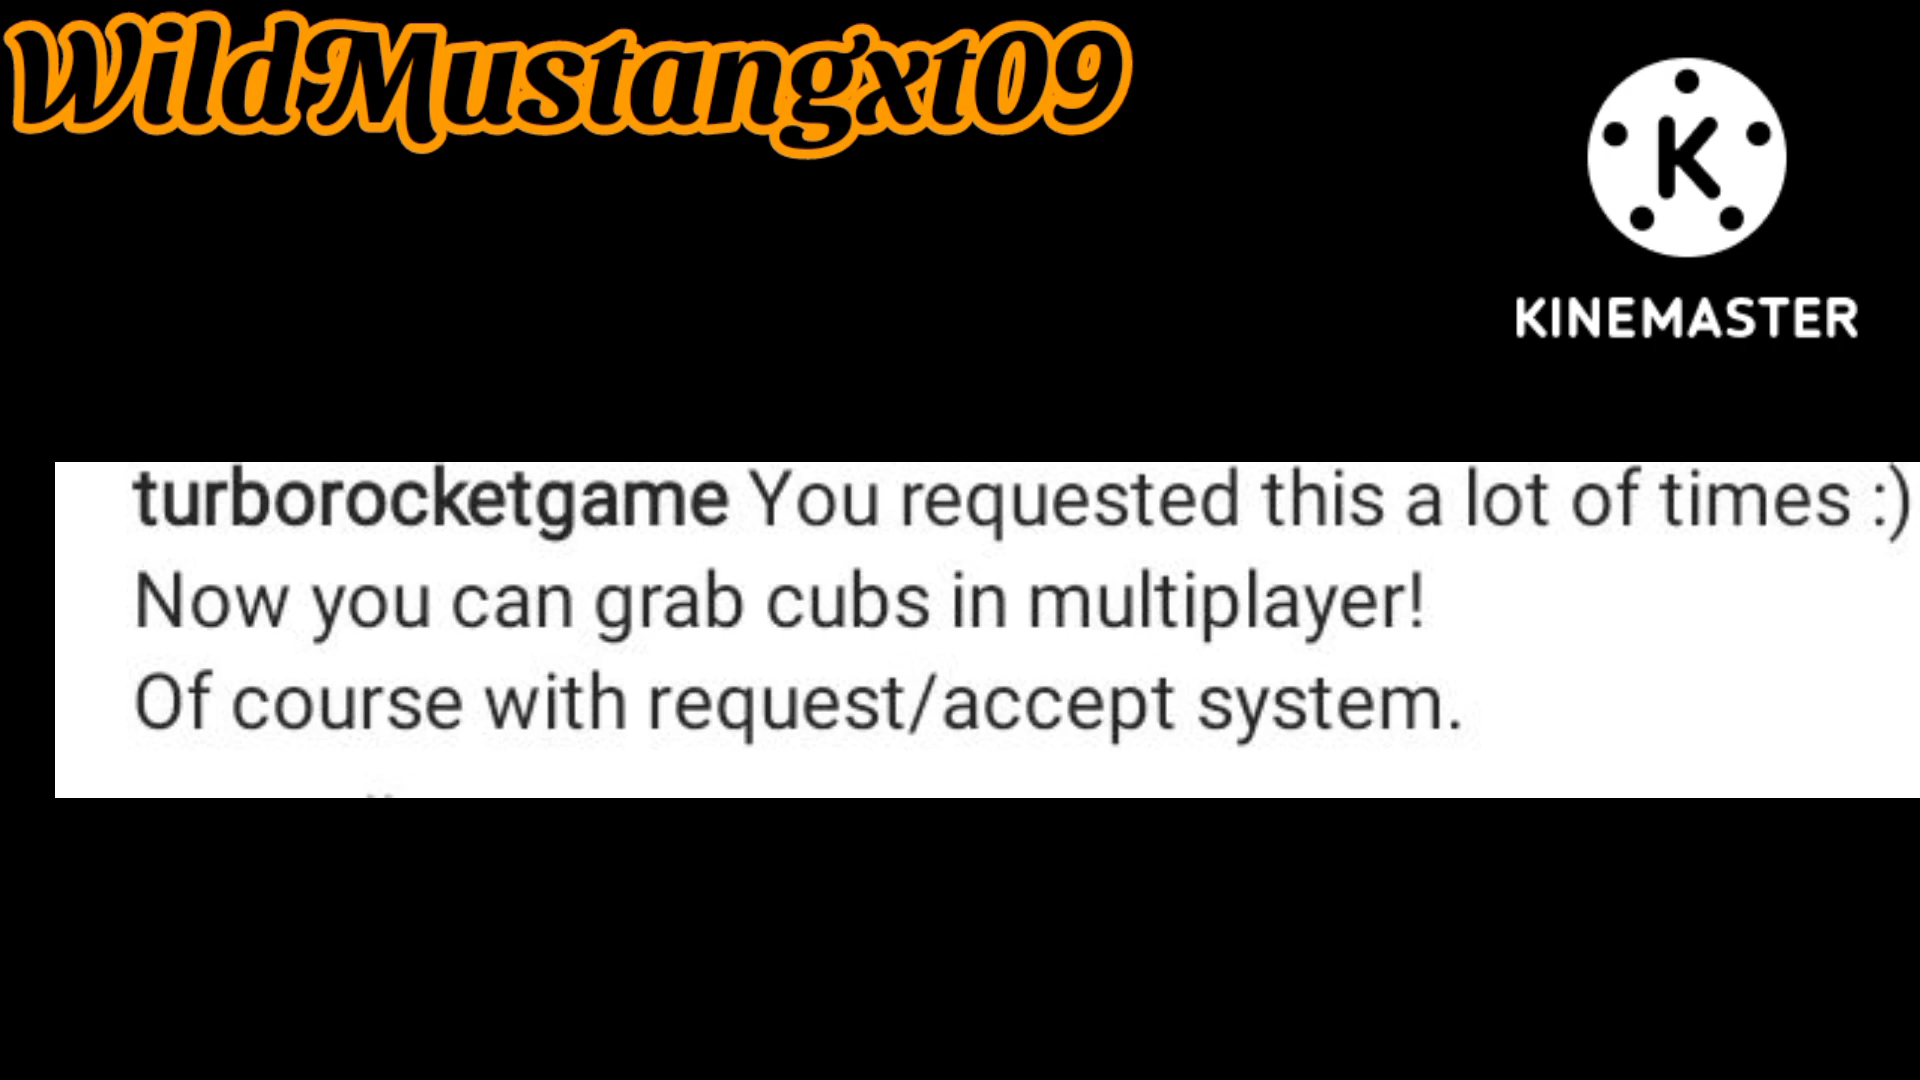 WildMustangxt09
K
KINEMASTER
turborocketgame You requested this a lot of times :)
Now you can grab cubs in multiplayer!
Of course with request/accept system.